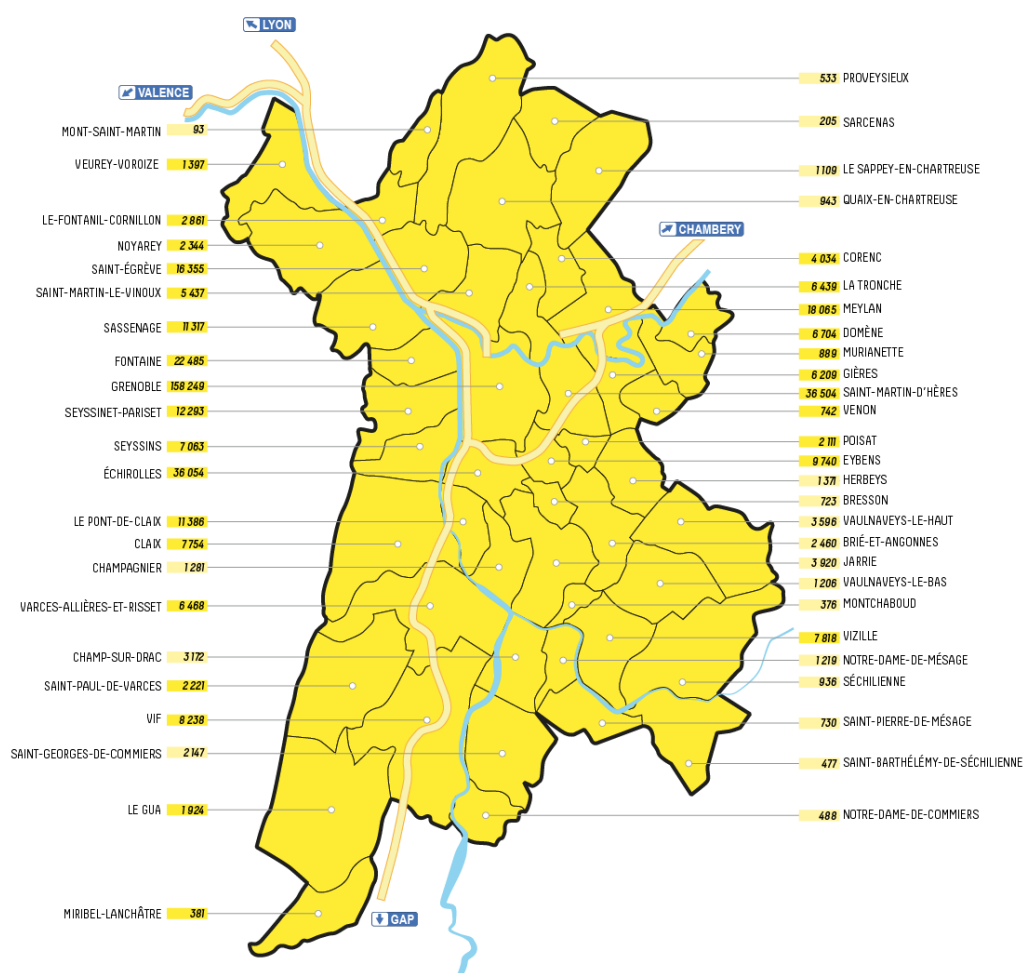 LYON
VALENCE
MONT-SAINT-MARTIN 93
VEUREY-VOROIZE 1 397
LE-FONTANIL-CORNILLON 2 861
NOYAREY 2 344
SAINT-ÉGRÈVE 16 355
SAINT-MARTIN-LE-VINOUX 5 437
SASSENAGE 11 317
FONTAINE 22 485
GRENOBLE 158 249
SEYSSINET-PARISET 12 293
SEYSSINS 7 063
ÉCHIROLLES 36 054
LE PONT-DE-CLAIX 11 386
CLAIX 7 754
CHAMPAGNIER 1 281
VARCES-ALLIÈRES-ET-RISSET 6 468
CHAMP-SUR-DRAC 3 172
SAINT-PAUL-DE-VARCES 2 221
VIF 8 238
SAINT-GEORGES-DE-COMMIERS 2 147
LE GUA 1 924
MIRIBEL-LANCHÂTRE 381
GAP
533 PROVEYSIEUX
205 SARCENAS
1 109 LE SAPPEY-EN-CHARTREUSE
943 QUAIX-EN-CHARTREUSE
CHAMBERY
4 034 CORENC
6 439 LA TRONCHE
18 065 MEYLAN
6 704 DOMÈNE
889 MURIANETTE
6 209 GIÈRES
36 504 SAINT-MARTIN-D'HÈRES
742 VENON
2 111 POISAT
9 740 EYBENS
1 371 HERBEYS
723 BRESSON
3 596 VAULNAVEYS-LE-HAUT
2 460 BRIÉ-ET-ANGONNES
3 920 JARRIE
1 206 VAULNAVEYS-LE-BAS
376 MONTCHABOUD
7 818 VIZILLE
1 219 NOTRE-DAME-DE-MÉSAGE
936 SÉCHILIENNE
730 SAINT-PIERRE-DE-MÉSAGE
477 SAINT-BARTHÉLÉMY-DE-SÉCHILIENNE
488 NOTRE-DAME-DE-COMMIERS